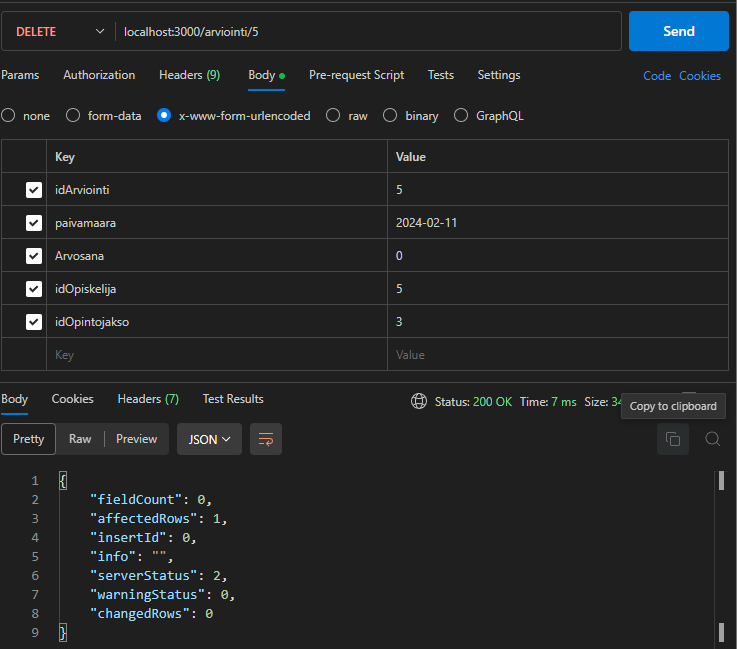 DELETE localhost:3000/arviointi/5 Send
Params Authorization Headers (9) Body Pre-request Script Tests Settings Code Cookies
none form-data x-www-form-urlencoded raw binary GraphQL
Key Value
idArviointi 5
paivamaara 2024-02-11
Arvosana 0
idOpiskelija 5
idOpintojakso 3
Key Value
Body Cookies Headers (7) Test Results Status: 200 OK Time: 7 ms Size:
Copy to clipboard
Pretty Raw Preview JSON
1 {
2 "fieldCount": 0,
3 "affectedRows": 1,
4 "insertId": 0,
5 "info": "",
6 "serverStatus": 2,
7 "warningStatus": 0,
8 "changedRows": 0
9 }